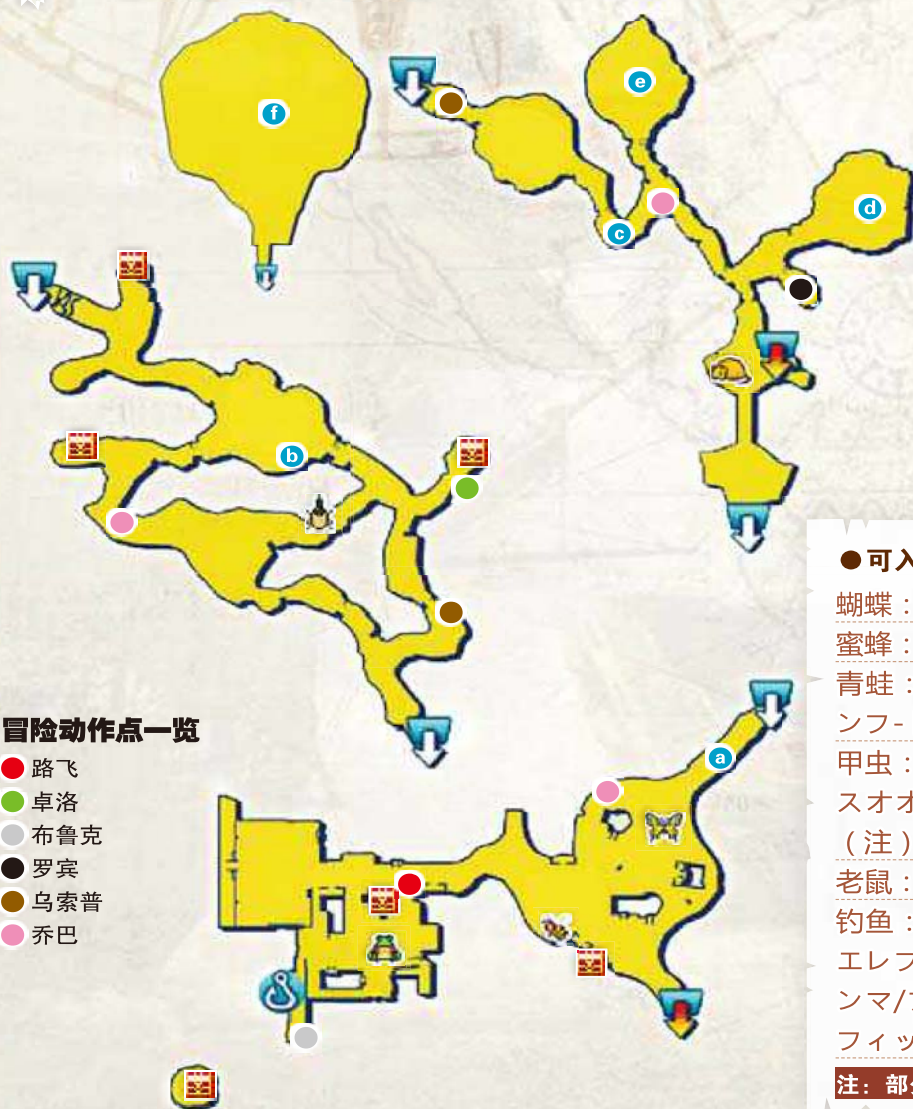 f
e
c
d
b
a
冒险动作点一览
路飞
卓洛
布鲁克
罗宾
乌索普
乔巴
●可入
蝴蝶：
蜜蜂：
青蛙：
ンフ-
甲虫：
スオオ
（注）
老鼠：
钓鱼：
エレフ
ンマ/
フィッ
注：部